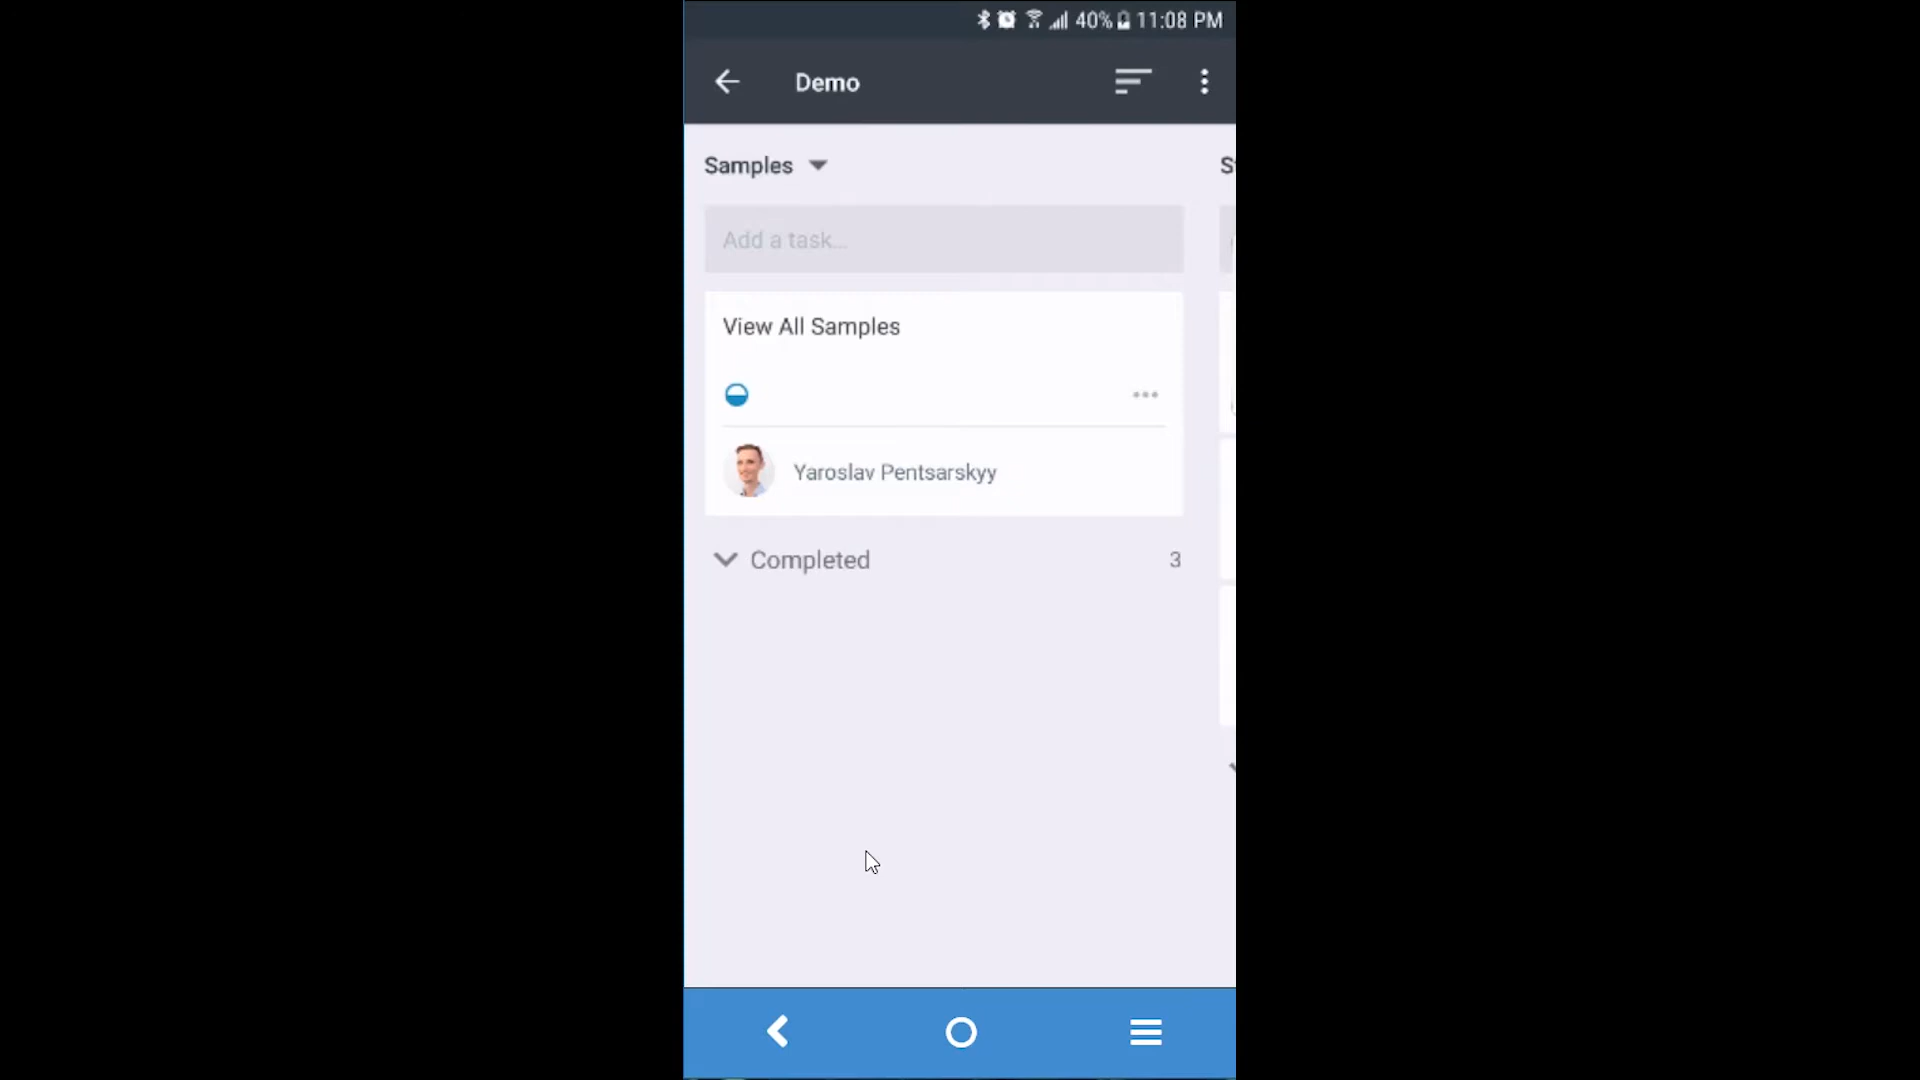 40% 11:08 PM
Demo
Samples
Add a task...
View All Samples
Yaroslav Pentsarskyy
Completed 3